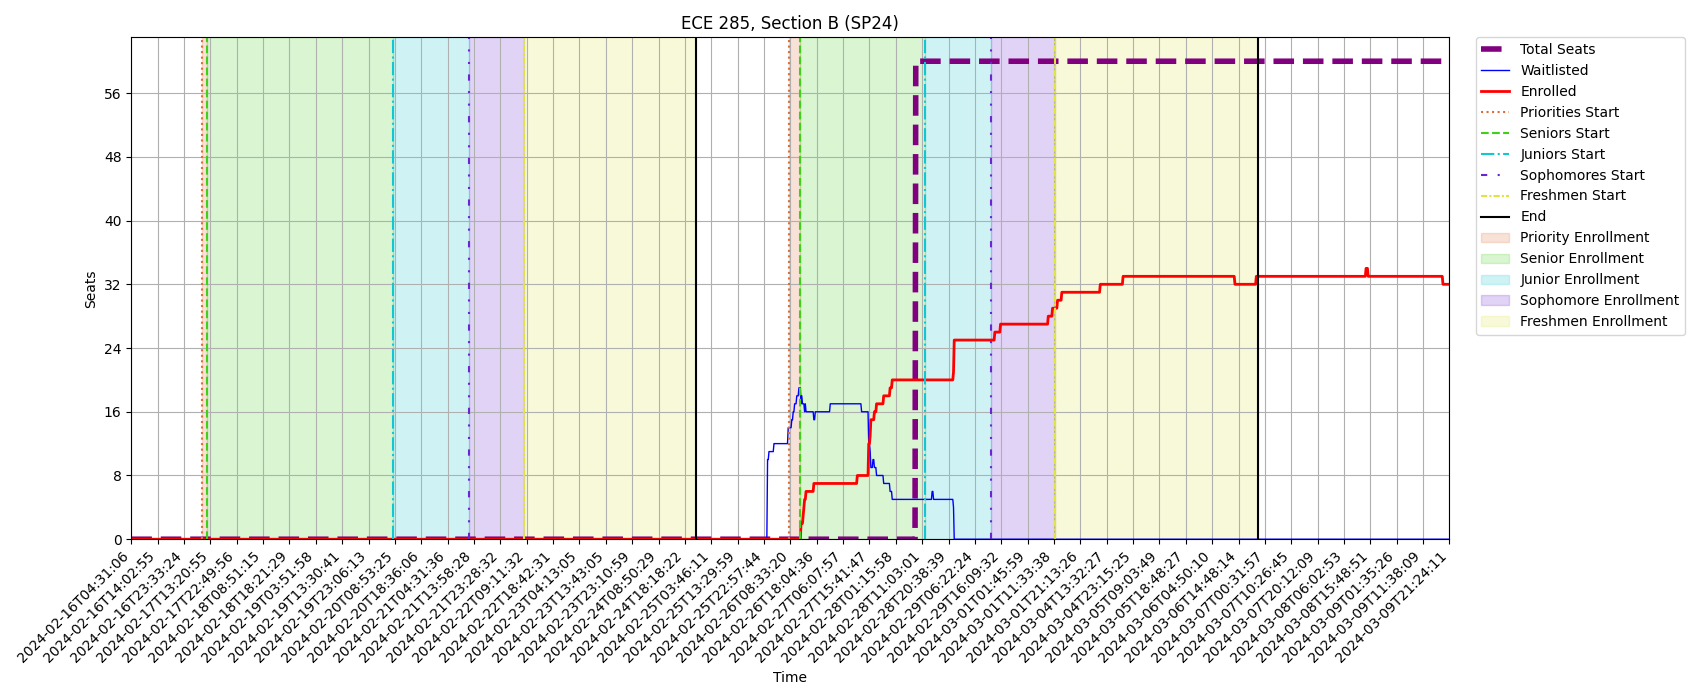 ECE 285, Section B (SP24)
Total Seats
Waitlisted
Enrolled
Priorities Start
Seniors Start
Juniors Start
Sophomores Start
Freshmen Start
End
Priority Enrollment
Senior Enrollment
Junior Enrollment
Sophomore Enrollment
Freshmen Enrollment
Seats
56
48
40
32
24
16
8
0
2024-02-16T04:31:06
2024-02-16T14:02:55
2024-02-16T23:33:24
2024-02-17T13:20:55
2024-02-17T22:49:56
2024-02-18T08:51:15
2024-02-18T18:21:29
2024-02-19T03:51:58
2024-02-19T13:30:41
2024-02-19T23:06:13
2024-02-20T08:53:25
2024-02-20T18:36:06
2024-02-21T04:31:36
2024-02-21T13:58:28
2024-02-21T23:28:32
2024-02-22T09:11:32
2024-02-22T18:42:31
2024-02-23T04:13:05
2024-02-23T13:43:05
2024-02-23T23:10:59
2024-02-24T08:50:29
2024-02-24T18:18:22
2024-02-25T03:46:11
2024-02-25T13:29:59
2024-02-25T22:57:44
2024-02-26T08:33:20
2024-02-26T18:04:36
2024-02-27T06:07:57
2024-02-27T15:41:47
2024-02-28T01:15:58
2024-02-28T11:03:01
2024-02-28T20:38:39
2024-02-29T06:22:24
2024-02-29T16:09:32
2024-03-01T01:45:59
2024-03-01T11:33:38
2024-03-01T21:13:26
2024-03-04T13:32:27
2024-03-04T23:15:25
2024-03-05T09:03:49
2024-03-05T18:48:27
2024-03-06T04:50:10
2024-03-06T14:48:14
2024-03-07T00:31:57
2024-03-07T10:26:45
2024-03-07T20:12:09
2024-03-08T06:02:53
2024-03-08T15:48:51
2024-03-09T01:35:26
2024-03-09T11:38:09
2024-03-09T21:24:11
Time